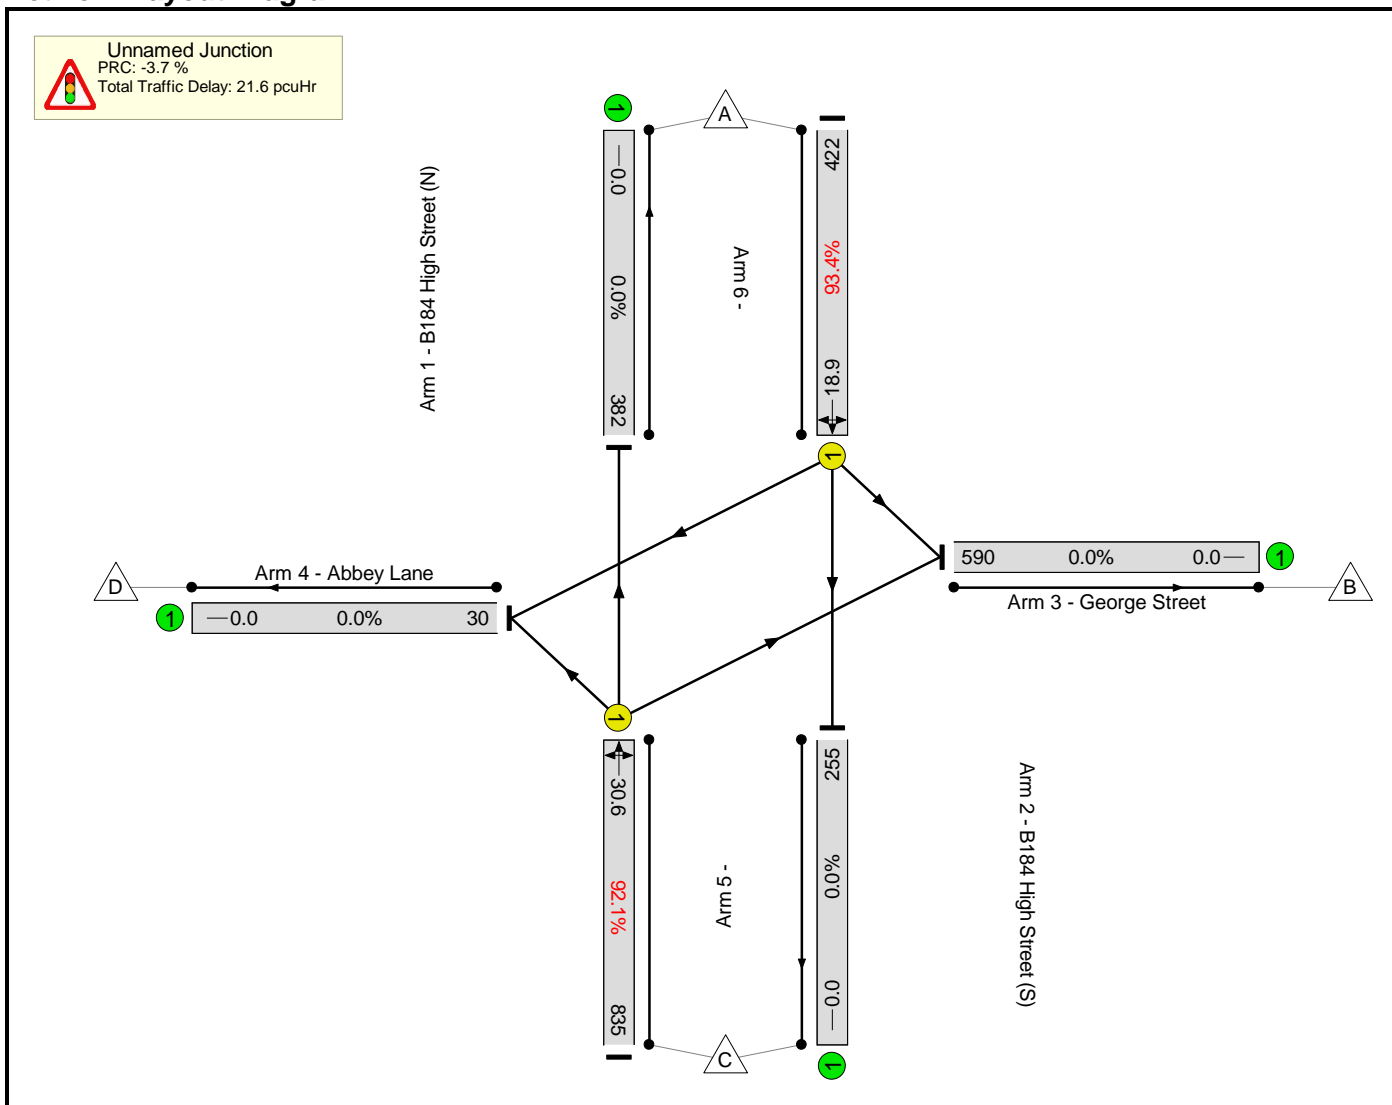 Unnamed Junction
PRC: -3.7 %
Total Traffic Delay: 21.6 pcuHr
1
A
0.0
0.0%
382
Arm 1 - B184 High Street (N)
Arm 6 -
422
93.4%
18.9
1
D
Arm 4 - Abbey Lane
1
0.0
0.0%
30
590
0.0%
0.0
1
Arm 3 - George Street
B
1
30.6
92.1%
835
Arm 5 -
255
0.0%
0.0
Arm 2 - B184 High Street (S)
C
1